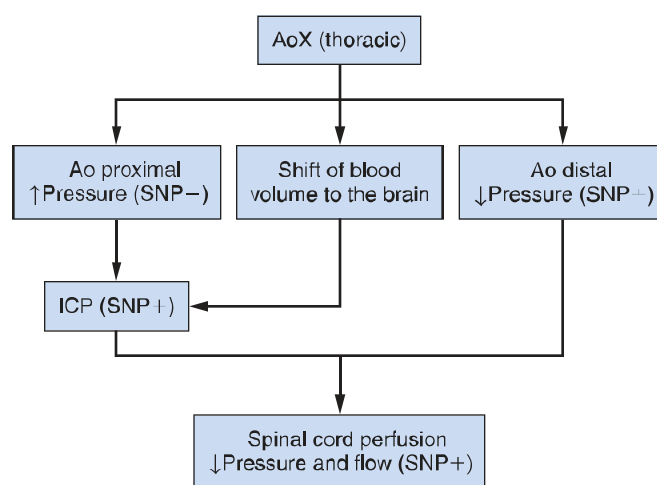 AoX (thoracic)
Ao proximal
↑Pressure (SNP−)
Shift of blood
volume to the brain
Ao distal
↓Pressure (SNP+)
ICP (SNP+)
Spinal cord perfusion
↓Pressure and flow (SNP+)